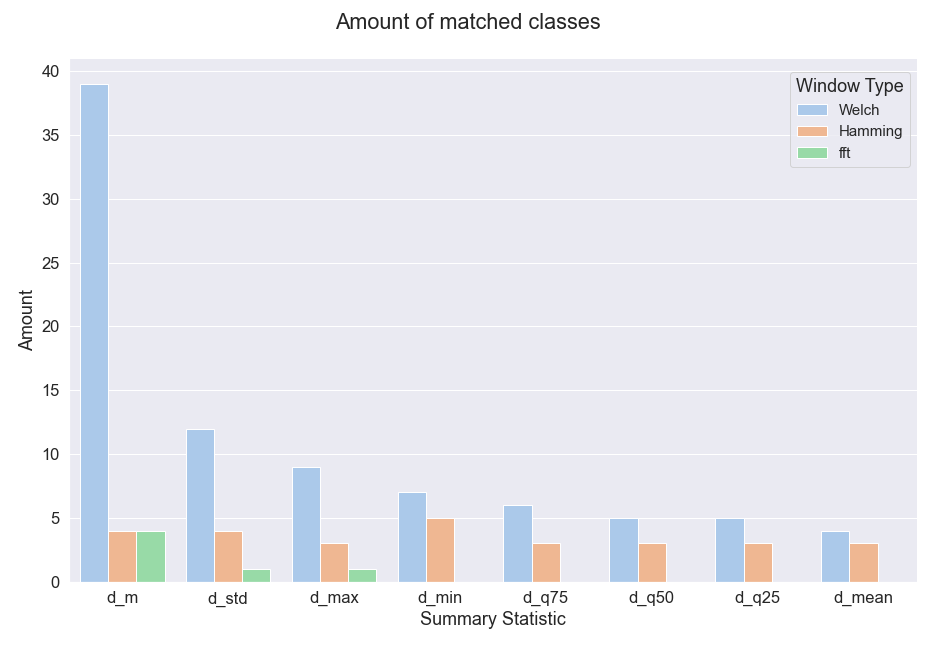 Amount of matched classes
Window Type
Welch
Hamming
fft
Amount
40
35
30
25
20
15
10
5
0
d_m d_std d_max d_min d_q75 d_q50 d_q25 d_mean
Summary Statistic